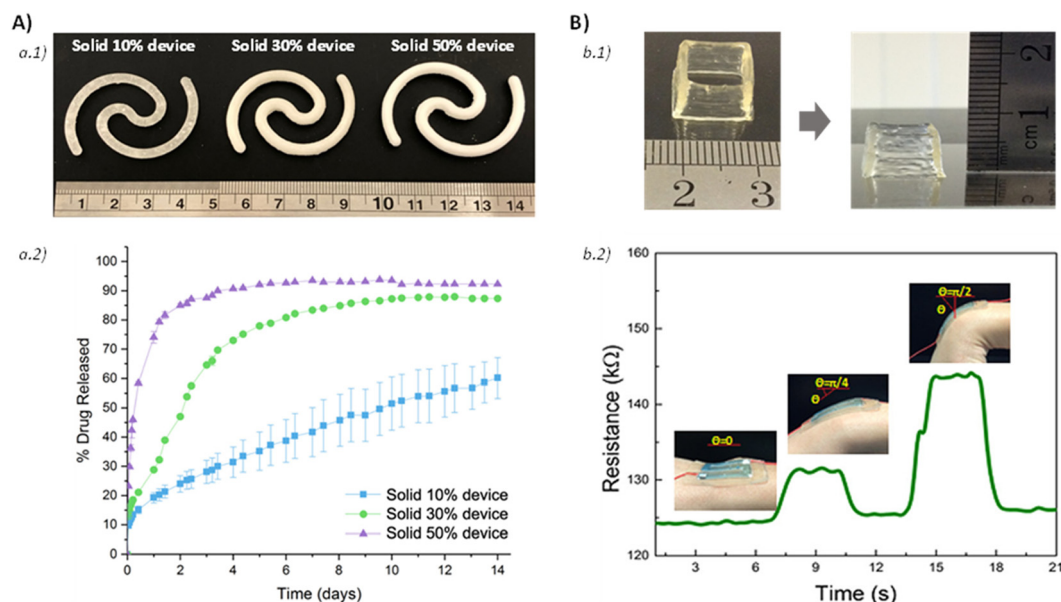 A)
B)
a.1)
Solid 10% device
Solid 30% device
Solid 50% device
1 2 3 4 5 6 7 8 9 10 11 12 13 14
b.1)
2 3
2
1
cm
mm
a.2)
100
90
80
70
60
50
40
30
20
10
0
% Drug Released
0 2 4 6 8 10 12 14
Time (days)
Solid 10% device
Solid 30% device
Solid 50% device
b.2)
160
150
140
130
120
Resistance (kΩ)
3 6 9 12 15 18 21
Time (s)
Θ=0
Θ=π/4
Θ
Θ=π/2
Θ